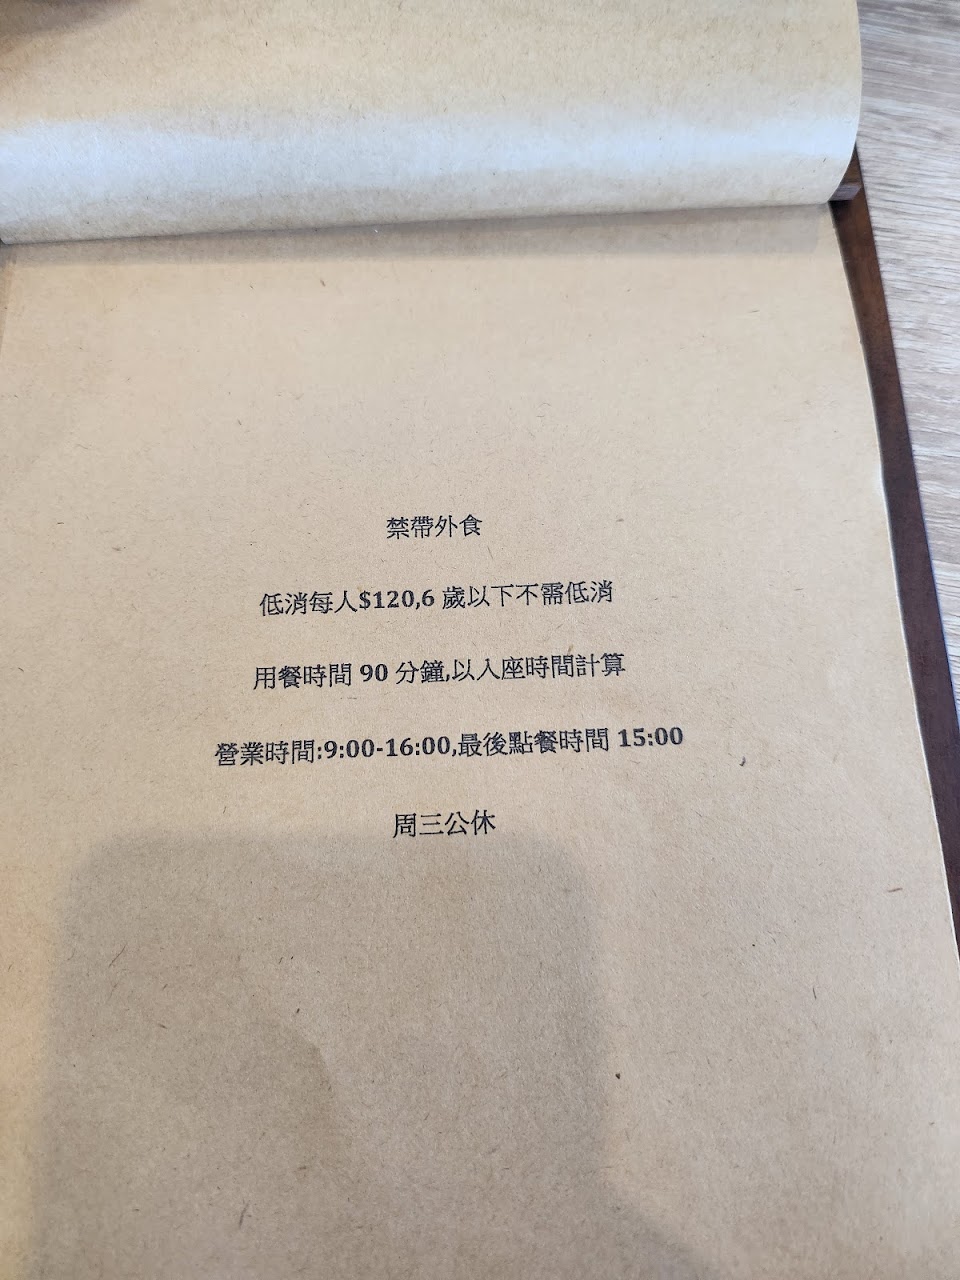 禁帶外食
低消每人$120,6 歲以下不需低消
用餐時間 90 分鐘,以入座時間計算
營業時間:9:00-16:00,最後點餐時間 15:00
周三公休